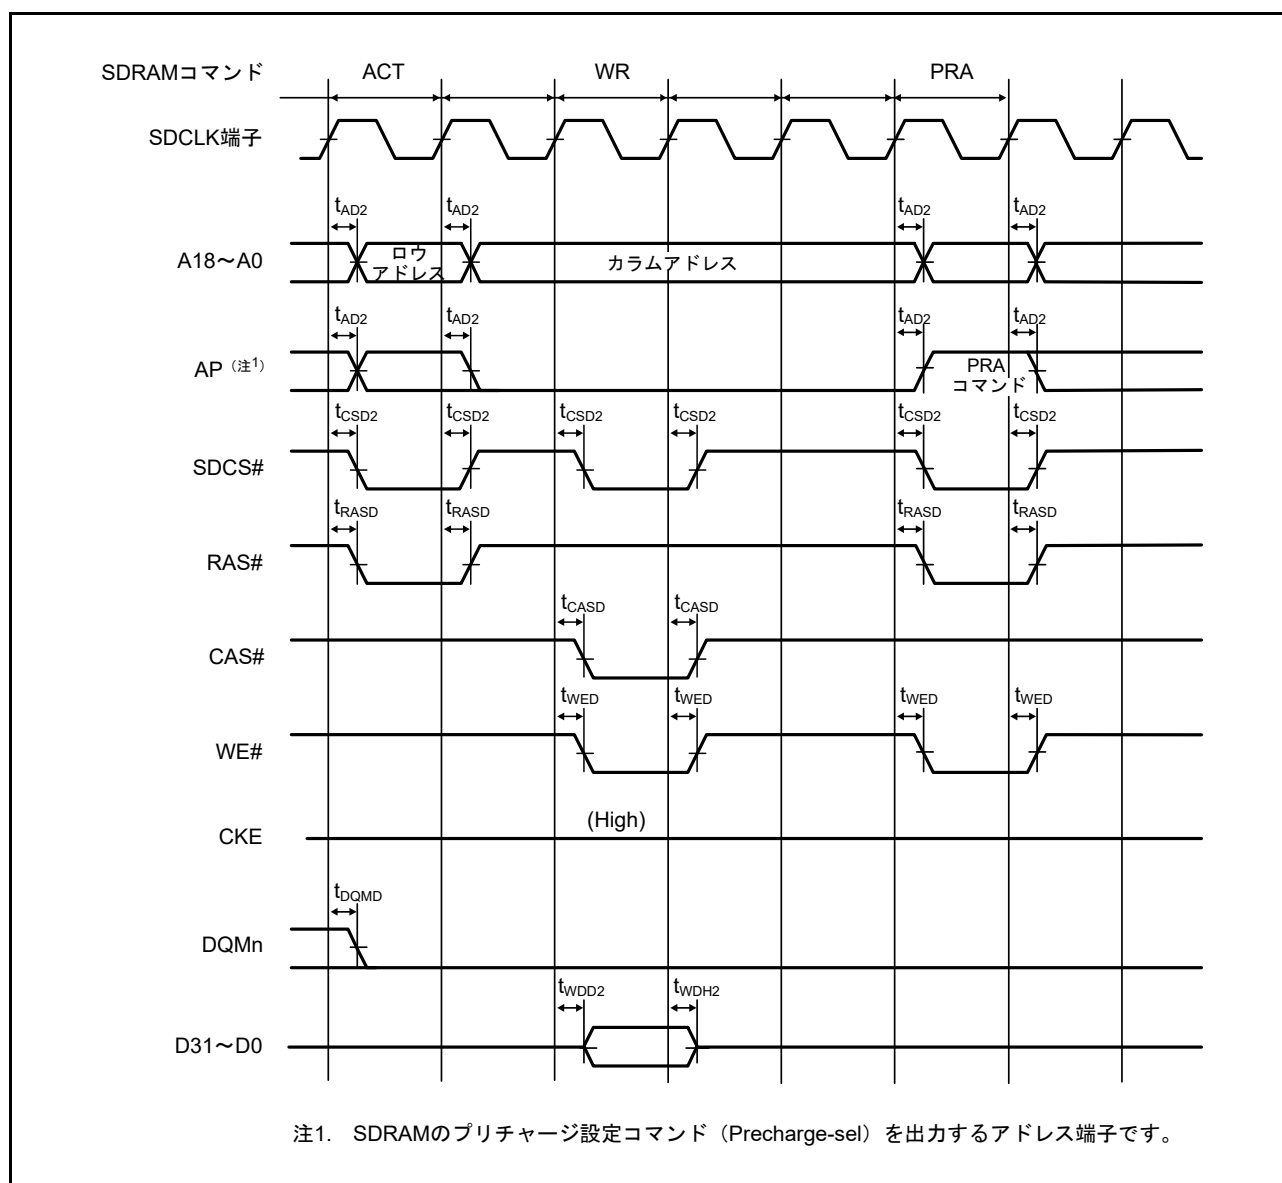 SDRAMコマンド ACT WR PRA
SDCLK端子
tAD2 tAD2 tAD2 tAD2
A18～A0 ロウ
アドレス カラムアドレス
tAD2 tAD2 tAD2 tAD2
AP（注1） PRA
コマンド
tCSD2 tCSD2 tCSD2 tCSD2 tCSD2 tCSD2
SDCS#
tRASD tRASD tRASD tRASD
RAS#
tCASD tCASD
CAS#
tWED tWED tWED tWED
WE#
(High)
CKE
tDQMD
DQMn
tWDD2 tWDH2
D31～D0
注1. SDRAMのプリチャージ設定コマンド（Precharge-sel）を出力するアドレス端子です。